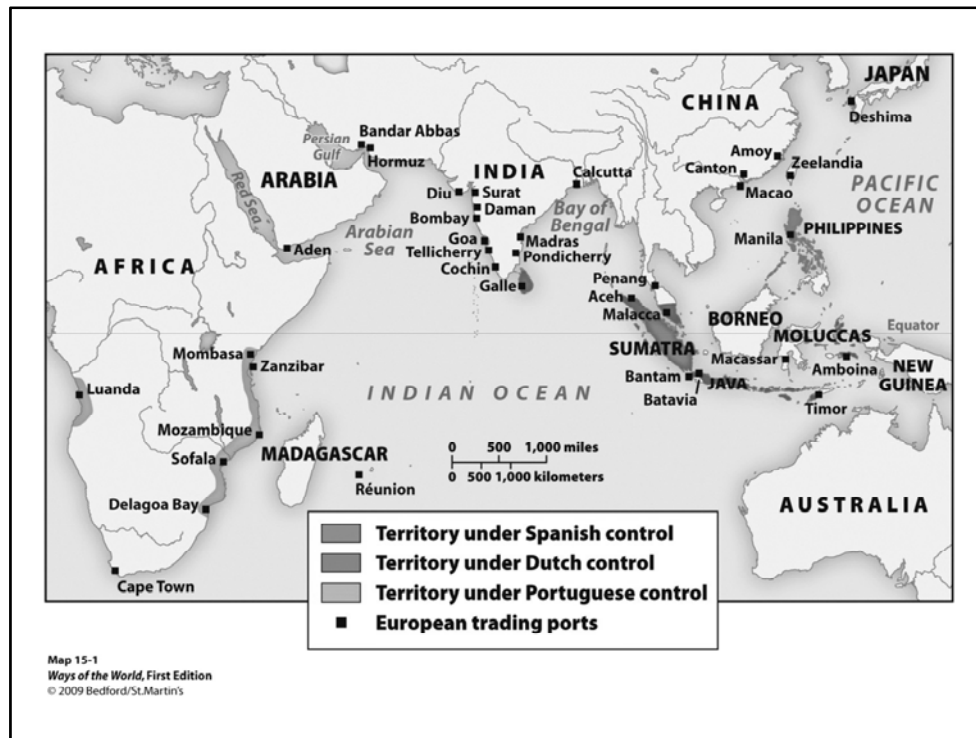 JAPAN
CHINA
Deshima
Persian
Gulf
Bandar Abbas
Hormuz
INDIA
Amoy
Canton
Zeelandia
Calcutta
ARABIA
Red Sea
Diu
Surat
Daman
Macao
PACIFIC
OCEAN
Bombay
Bay of
Bengal
Arabian
Sea
Aden
Goa
Tellicherry
Cochin
Madras
Pondicherry
Manila
PHILIPPINES
AFRICA
Galle
Penang
Aceh
Malacca
BORNEO
MOLUCCAS
Equator
SUMATRA
Macassar
Amboina
NEW
GUINEA
Mombasa
Zanzibar
Luanda
INDIAN OCEAN
Bantam
JAVA
Batavia
Timor
Mozambique
MADAGASCAR
Sofala
0 500 1,000 miles
0 500 1,000 kilometers
Réunion
Delagoa Bay
AUSTRALIA
Cape Town
Territory under Spanish control
Territory under Dutch control
Territory under Portuguese control
European trading ports
Map 15-1
Ways of the World, First Edition
© 2009 Bedford/St.Martin's